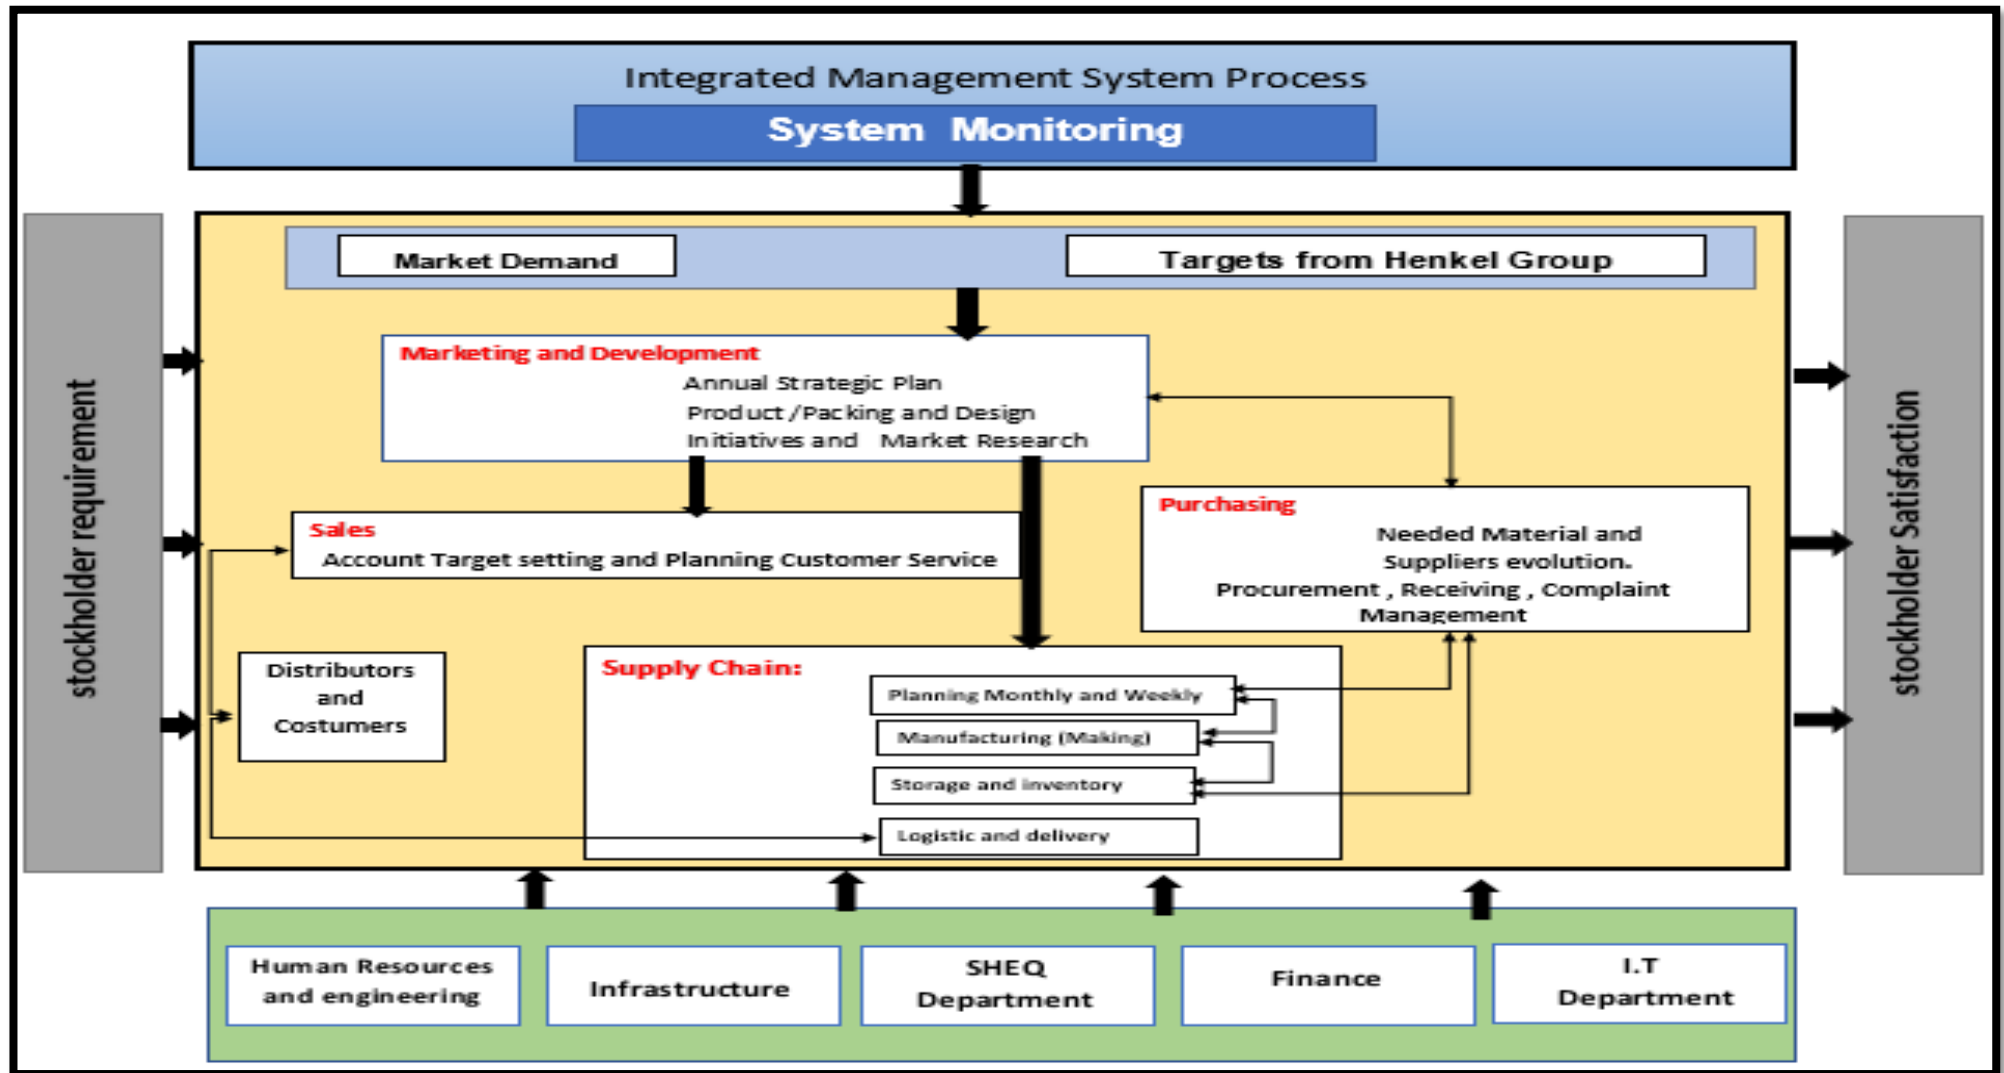 Integrated Management System Process
System Monitoring
Market Demand
Targets from Henkel Group
Marketing and Development
Annual Strategic Plan
Product /Packing and Design
Initiatives and Market Research
Sales
Account Target setting and Planning Customer Service
Purchasing
Needed Material and
Suppliers evolution.
Procurement , Receiving , Complaint
Management
Distributors
and
Costumers
Supply Chain:
Planning Monthly and Weekly
Manufacturing (Making)
Storage and inventory
Logistic and delivery
stockholder requirement
stockholder Satisfaction
Human Resources
and engineering
Infrastructure
SHEQ
Department
Finance
I.T
Department